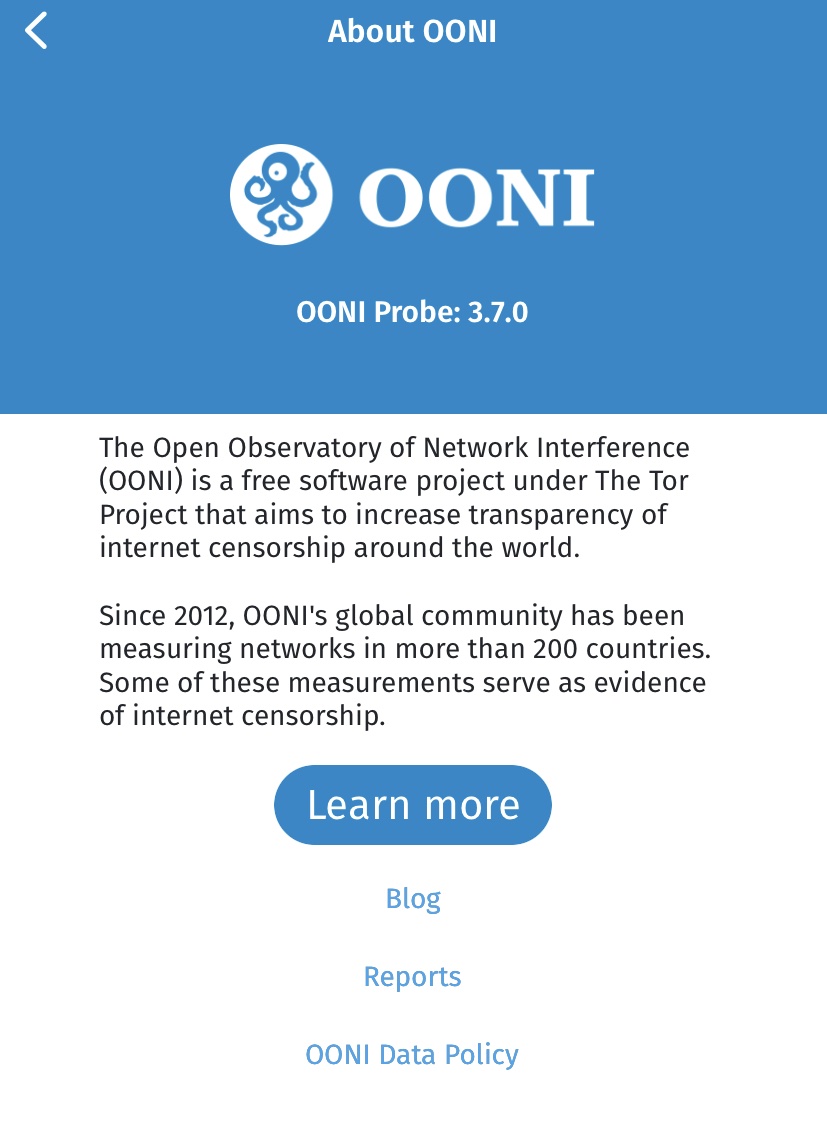 About OONI
OONI
OONI Probe: 3.7.0
The Open Observatory of Network Interference
(OONI) is a free software project under The Tor
Project that aims to increase transparency of
internet censorship around the world.
Since 2012, OONI's global community has been
measuring networks in more than 200 countries.
Some of these measurements serve as evidence
of internet censorship.
Learn more
Blog
Reports
OONI Data Policy